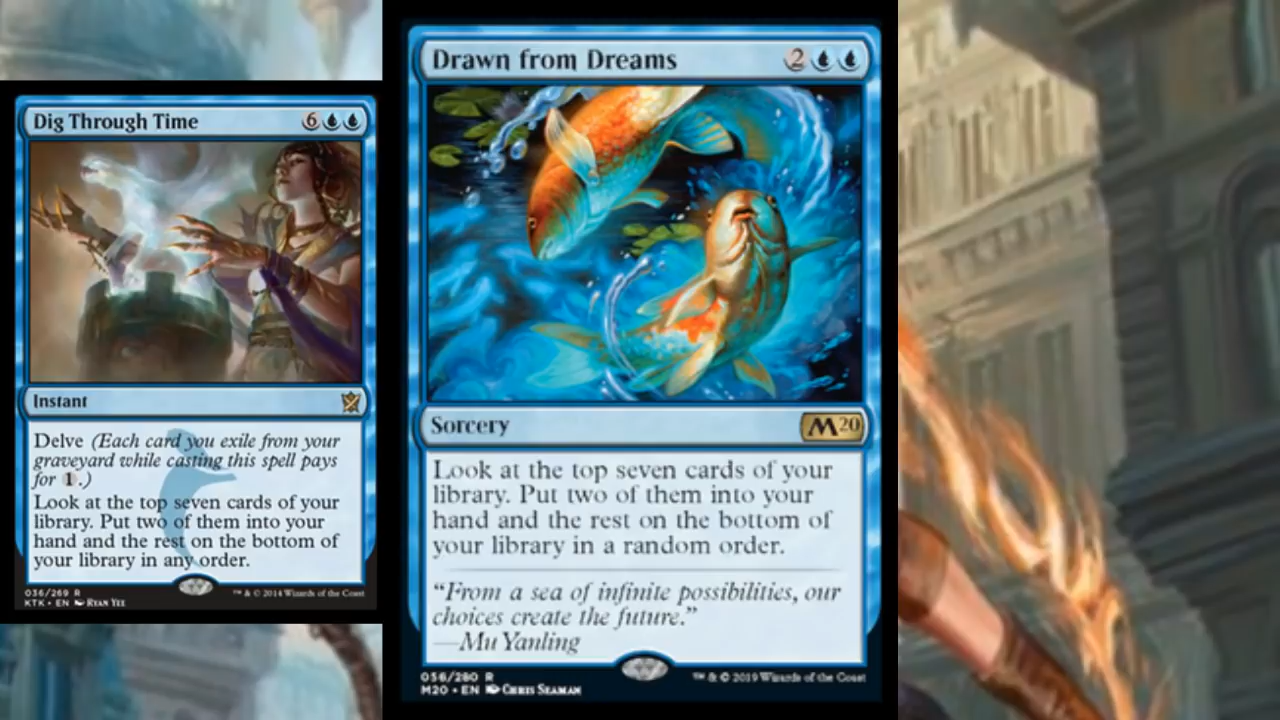 Dig Through Time
6
Instant
Delve (Each card you exile from your
graveyard while casting this spell pays
for 1.)
Look at the top seven cards of your
library. Put two of them into your
hand and the rest on the bottom of
your library in any order.
036/269 R
KTK • EN Ryan Yee
™ & © 2014 Wizards of the Coast
Drawn from Dreams
2
Sorcery
M20
Look at the top seven cards of your
library. Put two of them into your
hand and the rest on the bottom of
your library in a random order.
“From a sea of infinite possibilities, our
choices create the future.”
—Mu Yanling
056/280 R
M20 • EN Chris Seaman
™ & © 2019 Wizards of the Coast